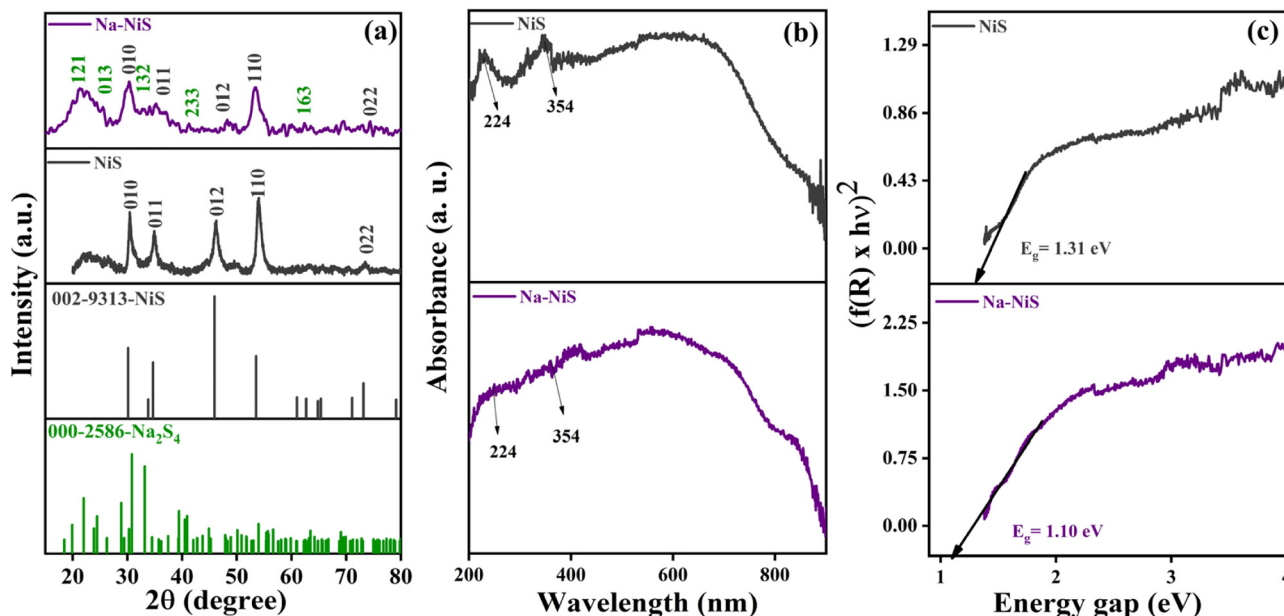 (a)
Na-NiS
121
013
010
132
011
233
012
110
163
022
NiS
010
011
012
110
022
002-9313-NiS
000-2586-Na₂S₄
Intensity (a.u.)
20 30 40 50 60 70 80
2θ (degree)
(b)
NiS
224
354
Na-NiS
224
354
Absorbance (a. u.)
200 400 600 800
Wavelength (nm)
(c)
NiS
1.29
0.86
0.43
0.00
E_g= 1.31 eV
Na-NiS
2.25
1.50
0.75
0.00
E_g= 1.10 eV
(f(R) x hν)²
1 2 3 4
Energy gap (eV)